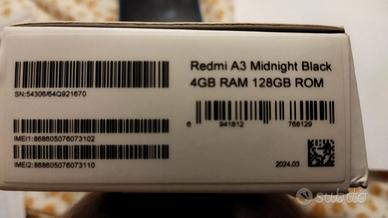 Redmi A3 Midnight Black
4GB RAM 128GB ROM
SN:54306/64Q921670
6 941812 768129
IMEI1:868605076073102
IMEI2:868605076073110
2024.03
subito